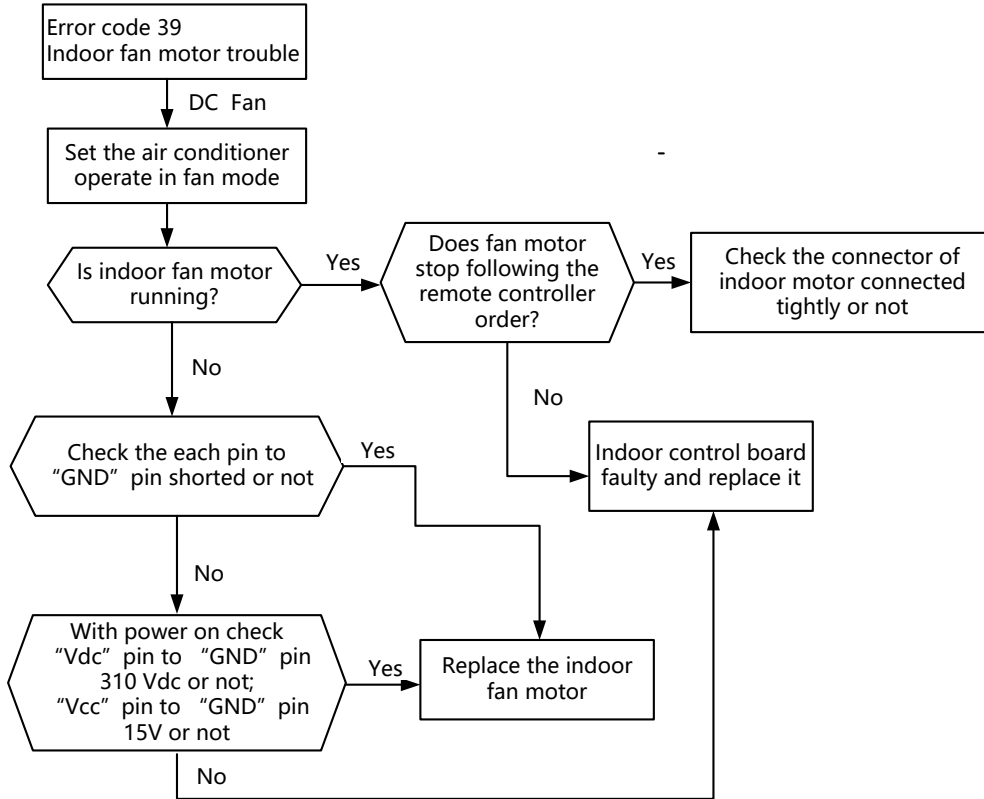 Error code 39
Indoor fan motor trouble
DC Fan
Set the air conditioner
operate in fan mode
-
Is indoor fan motor
running?
Yes
Does fan motor
stop following the
remote controller
order?
Yes
Check the connector of
indoor motor connected
tightly or not
No
No
Check the each pin to
“GND” pin shorted or not
Yes
Indoor control board
faulty and replace it
No
With power on check
“Vdc” pin to “GND” pin
310 Vdc or not;
“Vcc” pin to “GND” pin
15V or not
Yes
Replace the indoor
fan motor
No